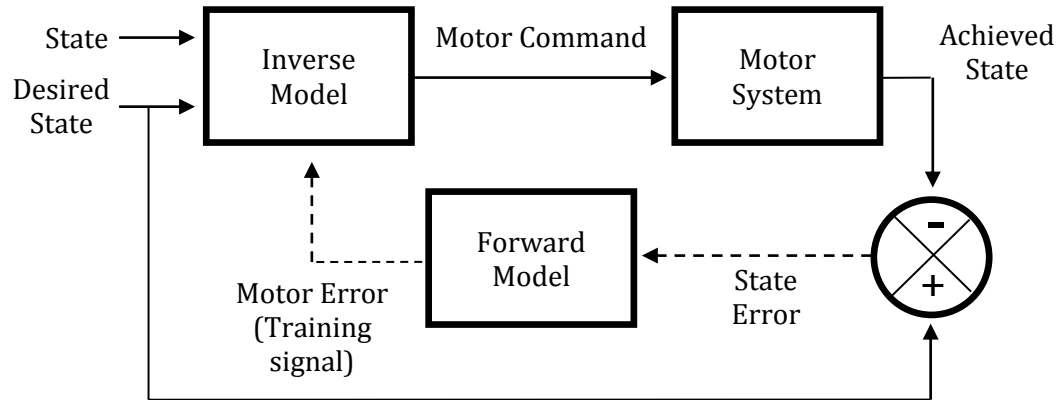 State
Desired
State
Inverse
Model
Motor Command
Motor
System
Achieved
State
-
+
State
Error
Forward
Model
Motor Error
(Training
signal)